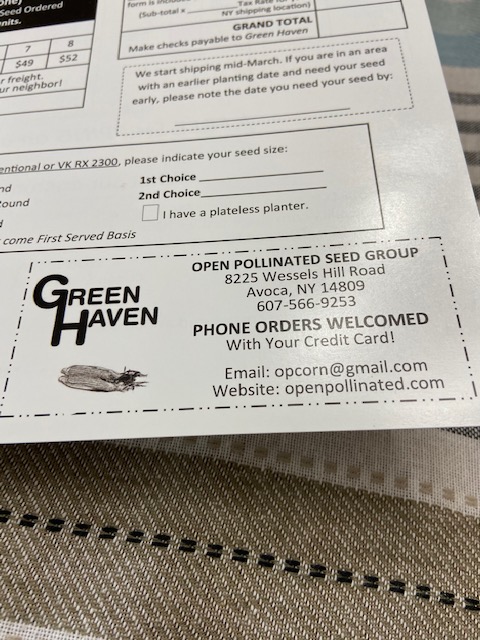 Seed Ordered
nits.
7 8
$49 $52
r freight.
ur neighbor!
form is
(Sub-total x
Tax Rate for
NY shipping location)
GRAND TOTAL
Make checks payable to Green Haven
We start shipping mid-March. If you are in an area
with an earlier planting date and need your seed
early, please note the date you need your seed by:
entional or VK RX 2300, please indicate your seed size:
nd
ound
1st Choice
2nd Choice
I have a plateless planter.
come First Served Basis
GREEN
HAVEN
OPEN POLLINATED SEED GROUP
8225 Wessels Hill Road
Avoca, NY 14809
607-566-9253
PHONE ORDERS WELCOMED
With Your Credit Card!
Email: opcorn@gmail.com
Website: openpollinated.com